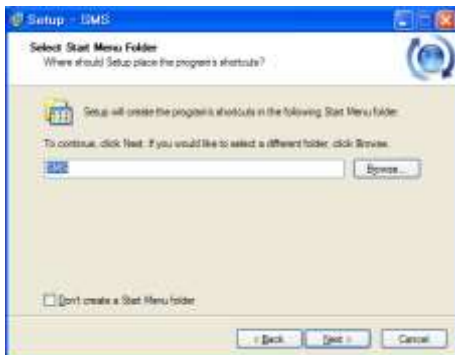 Setup - SMS
Select Start Menu Folder
Where should Setup place the program's shortcuts?
Setup will create the program's shortcuts in the following Start Menu folder.
To continue, click Next. If you would like to select a different folder, click Browse.
SMS
Browse...
Don't create a Start Menu folder
< Back
Next >
Cancel